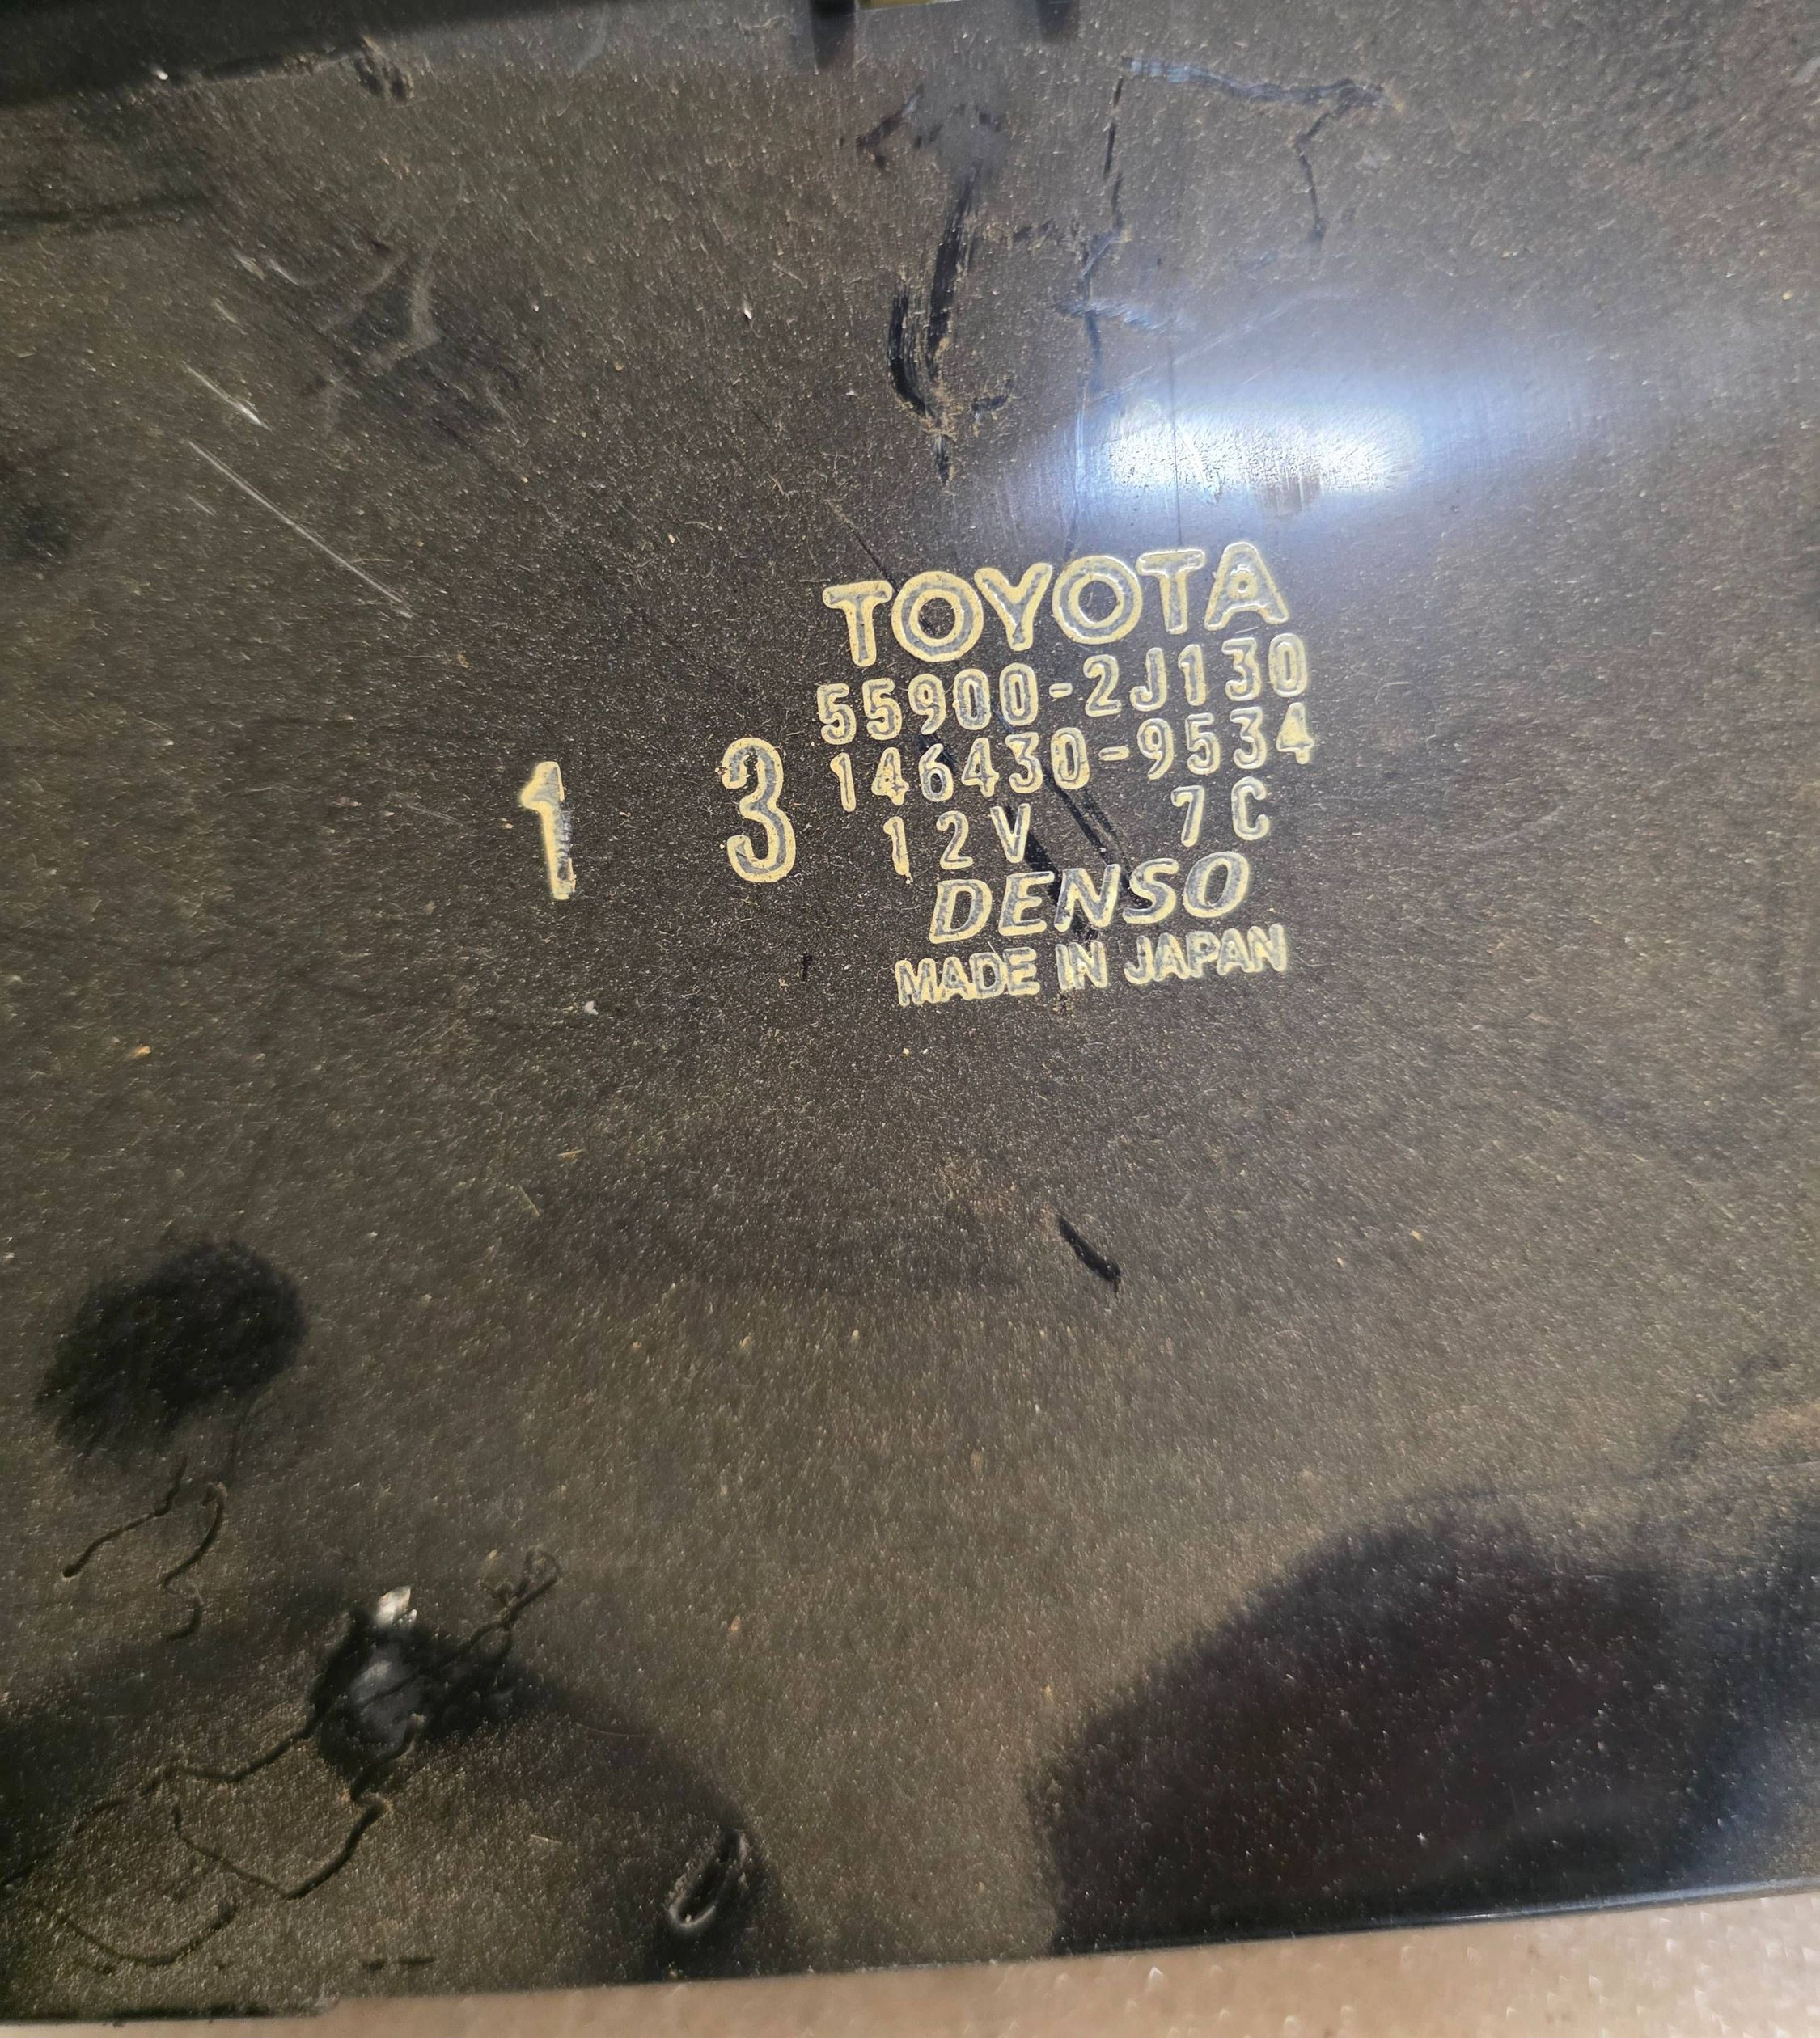 TOYOTA
55900-2J130
146430-9534
12V 7C
DENSO
MADE IN JAPAN
1 3